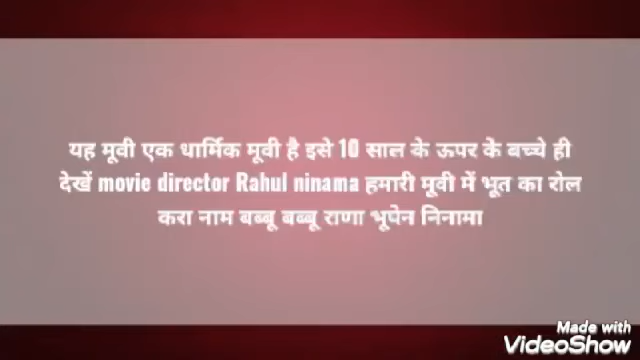 यह मूवी एक धार्मिक मूवी है इसे 10 साल के ऊपर के बच्चे ही
देखें movie director Rahul ninama हमारी मूवी में भूत का रोल
करा नाम बब्बू बब्बू राणा भूपेन निनामा
Made with
VideoShow